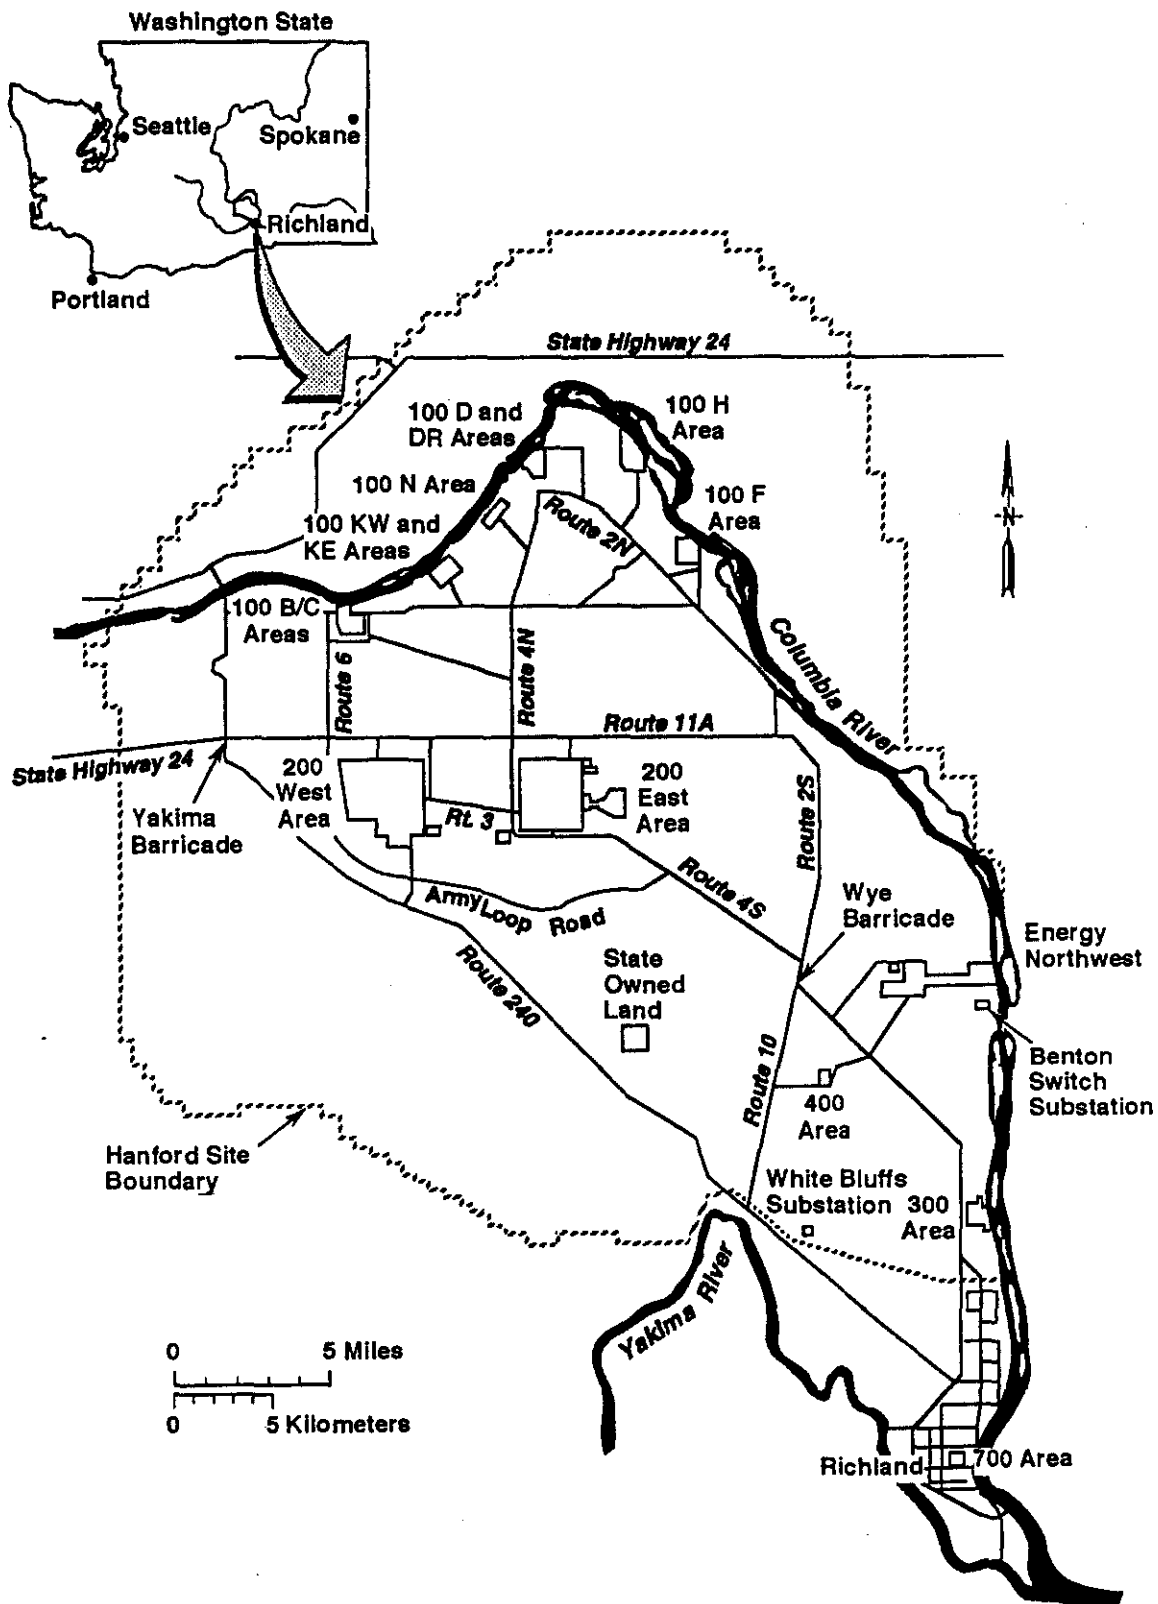 Washington State
Seattle
Spokane
Richland
Portland
State Highway 24
100 D and
DR Areas
100 H
Area
100 N Area
100 F
Area
100 KW and
KE Areas
Route 2N
N
100 B/C
Areas
Columbia River
Route 6
Route 4N
Route 11A
State Highway 24
200
West
Area
200
East
Area
Yakima
Barricade
Rt. 3
Route 2S
Route 4S
Army Loop Road
Wye
Barricade
Energy
Northwest
State
Owned
Land
Route 240
Route 10
Benton
Switch
Substation
400
Area
Hanford Site
Boundary
White Bluffs
Substation
300
Area
Yakima River
0 5 Miles
0 5 Kilometers
Richland
700 Area